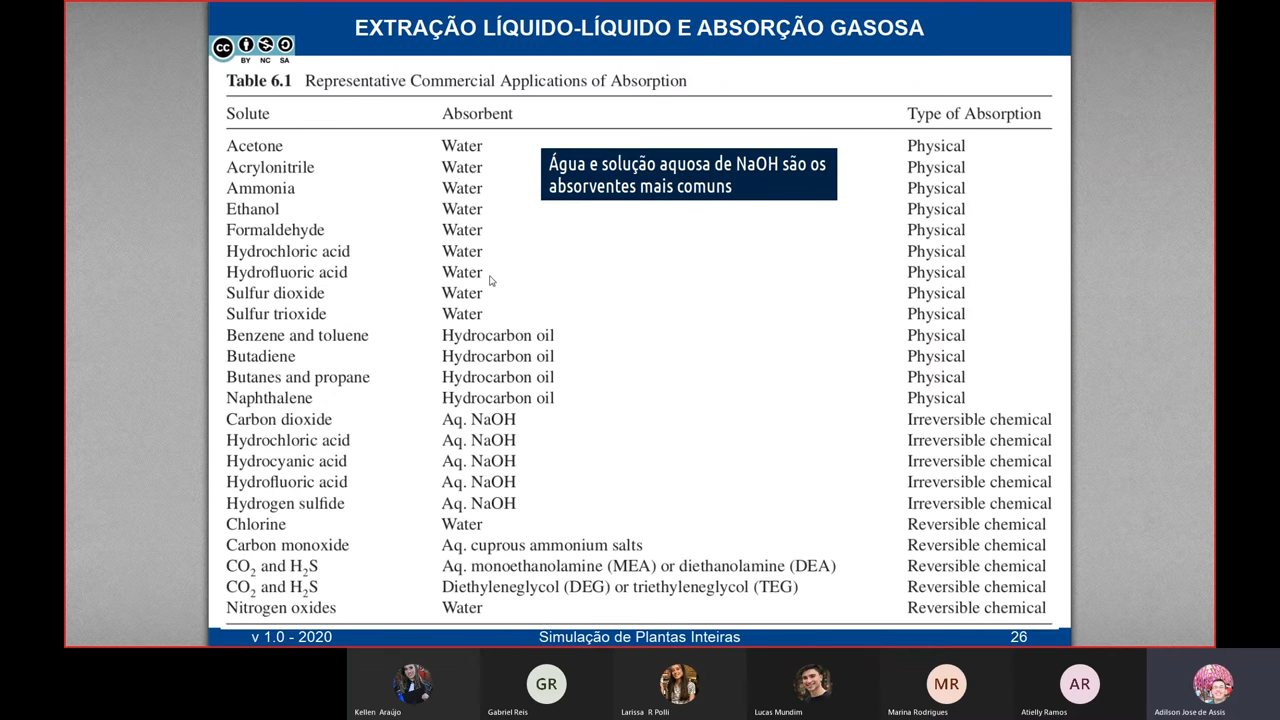 EXTRAÇÃO LÍQUIDO-LÍQUIDO E ABSORÇÃO GASOSA
cc
BY NC SA
Table 6.1 Representative Commercial Applications of Absorption
Solute Absorbent Type of Absorption
Acetone Water Physical
Acrylonitrile Water Physical
Ammonia Water Physical
Ethanol Water Physical
Formaldehyde Water Physical
Hydrochloric acid Water Physical
Hydrofluoric acid Water Physical
Sulfur dioxide Water Physical
Sulfur trioxide Water Physical
Benzene and toluene Hydrocarbon oil Physical
Butadiene Hydrocarbon oil Physical
Butanes and propane Hydrocarbon oil Physical
Naphthalene Hydrocarbon oil Physical
Carbon dioxide Aq. NaOH Irreversible chemical
Hydrochloric acid Aq. NaOH Irreversible chemical
Hydrocyanic acid Aq. NaOH Irreversible chemical
Hydrofluoric acid Aq. NaOH Irreversible chemical
Hydrogen sulfide Aq. NaOH Irreversible chemical
Chlorine Water Reversible chemical
Carbon monoxide Aq. cuprous ammonium salts Reversible chemical
CO₂ and H₂S Aq. monoethanolamine (MEA) or diethanolamine (DEA) Reversible chemical
CO₂ and H₂S Diethyleneglycol (DEG) or triethyleneglycol (TEG) Reversible chemical
Nitrogen oxides Water Reversible chemical
Água e solução aquosa de NaOH são os
absorventes mais comuns
v 1.0 - 2020 Simulação de Plantas Inteiras 26
GR MR AR
Kellen Araújo Gabriel Reis Larissa R Polli Lucas Mundim Marina Rodrigues Atielly Ramos Adilson Jose de Assis